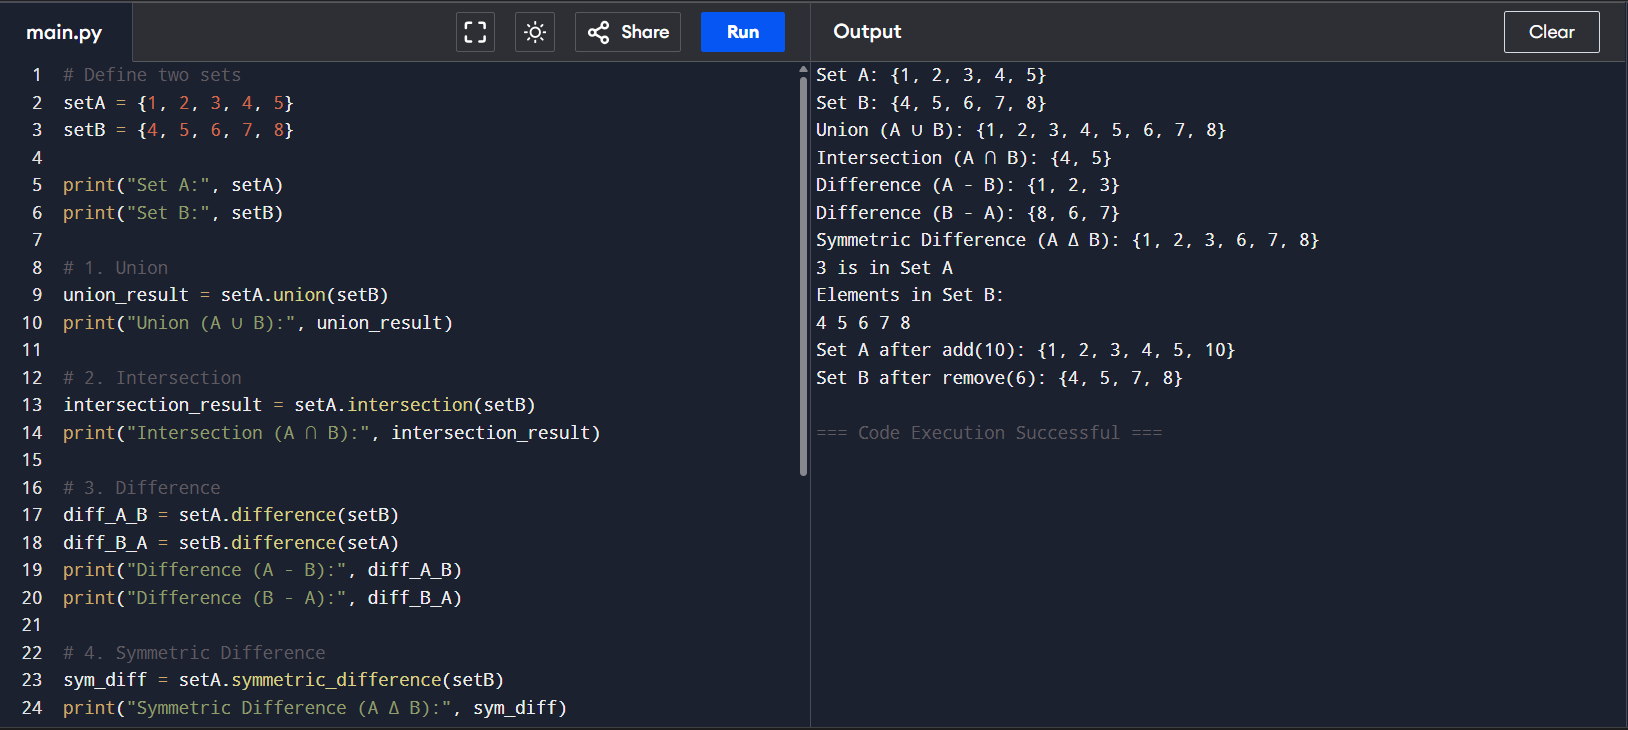 main.py
Share
Run
Output
Clear
1 # Define two sets
2 setA = {1, 2, 3, 4, 5}
3 setB = {4, 5, 6, 7, 8}
4
5 print("Set A:", setA)
6 print("Set B:", setB)
7
8 # 1. Union
9 union_result = setA.union(setB)
10 print("Union (A ∪ B):", union_result)
11
12 # 2. Intersection
13 intersection_result = setA.intersection(setB)
14 print("Intersection (A ∩ B):", intersection_result)
15
16 # 3. Difference
17 diff_A_B = setA.difference(setB)
18 diff_B_A = setB.difference(setA)
19 print("Difference (A - B):", diff_A_B)
20 print("Difference (B - A):", diff_B_A)
21
22 # 4. Symmetric Difference
23 sym_diff = setA.symmetric_difference(setB)
24 print("Symmetric Difference (A Δ B):", sym_diff)
Set A: {1, 2, 3, 4, 5}
Set B: {4, 5, 6, 7, 8}
Union (A ∪ B): {1, 2, 3, 4, 5, 6, 7, 8}
Intersection (A ∩ B): {4, 5}
Difference (A - B): {1, 2, 3}
Difference (B - A): {8, 6, 7}
Symmetric Difference (A Δ B): {1, 2, 3, 6, 7, 8}
3 is in Set A
Elements in Set B:
4 5 6 7 8
Set A after add(10): {1, 2, 3, 4, 5, 10}
Set B after remove(6): {4, 5, 7, 8}
=== Code Execution Successful ===